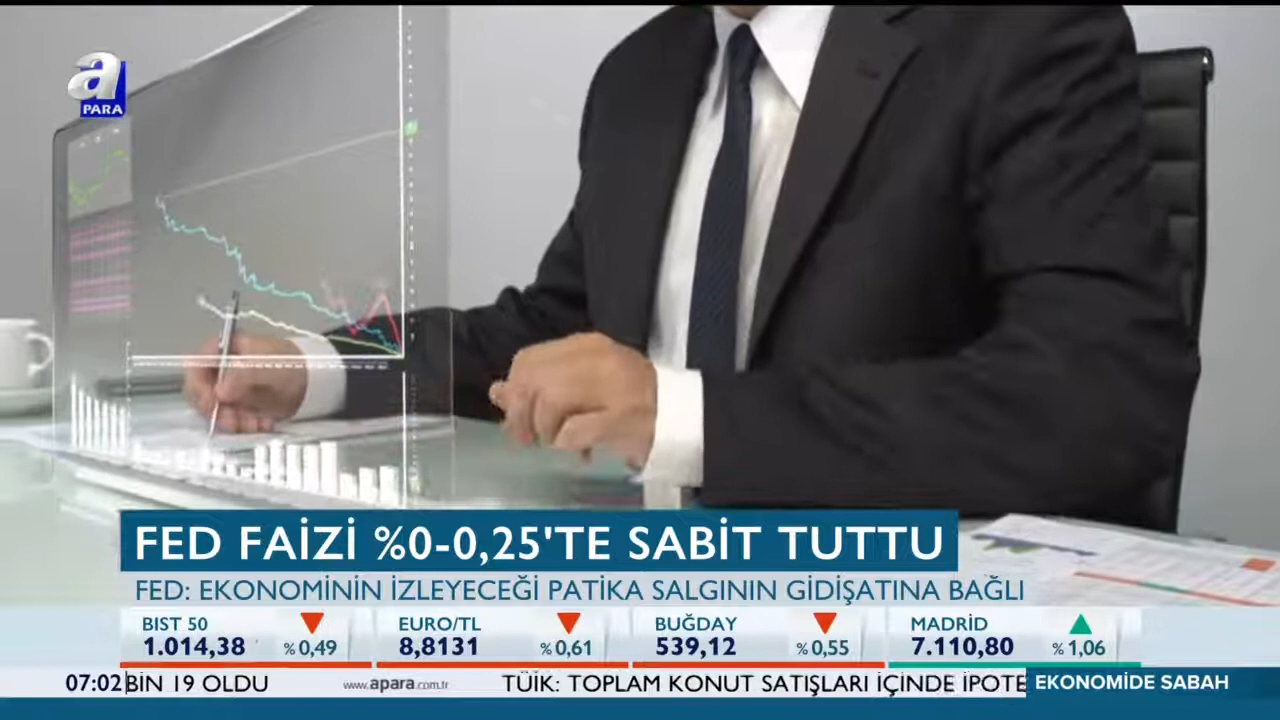 a
PARA
FED FAİZİ %0-0,25'TE SABİT TUTTU
FED: EKONOMİNİN İZLEYECEĞİ PATİKA SALGININ GİDİŞATINA BAĞLI
BIST 50
1.014,38 %0,49
EURO/TL
8,8131 %0,61
BUĞDAY
539,12 %0,55
MADRİD
7.110,80 %1,06
07:02 BİN 19 OLDU www.apara.com.tr TÜİK: TOPLAM KONUT SATIŞLARI İÇİNDE İPOTE EKONOMİDE SABAH